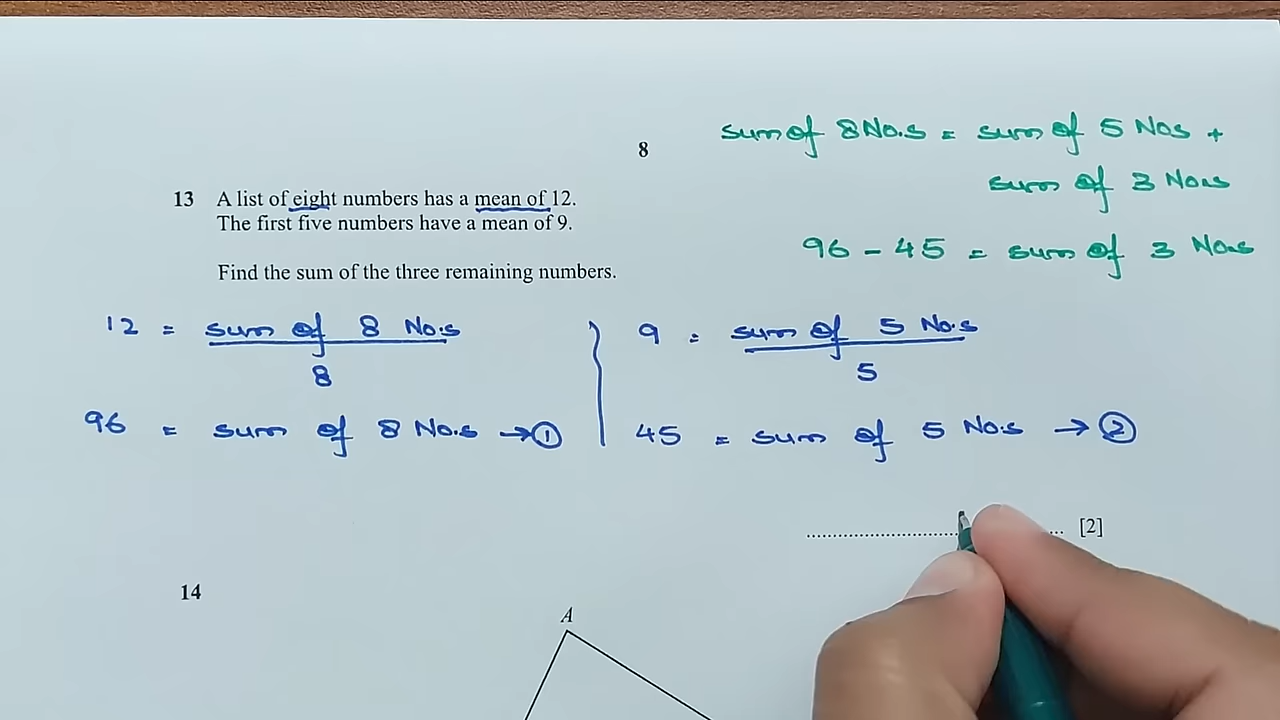 8
sum of 8 No.s = sum of 5 Nos +
sum of 3 Nos
96 - 45 = sum of 3 Nos
13 A list of eight numbers has a mean of 12.
The first five numbers have a mean of 9.
Find the sum of the three remaining numbers.
12 = sum of 8 No.s
8
96 = sum of 8 No.s → ①
9 = sum of 5 No.s
5
45 = sum of 5 No.s → ②
[2]
14
A